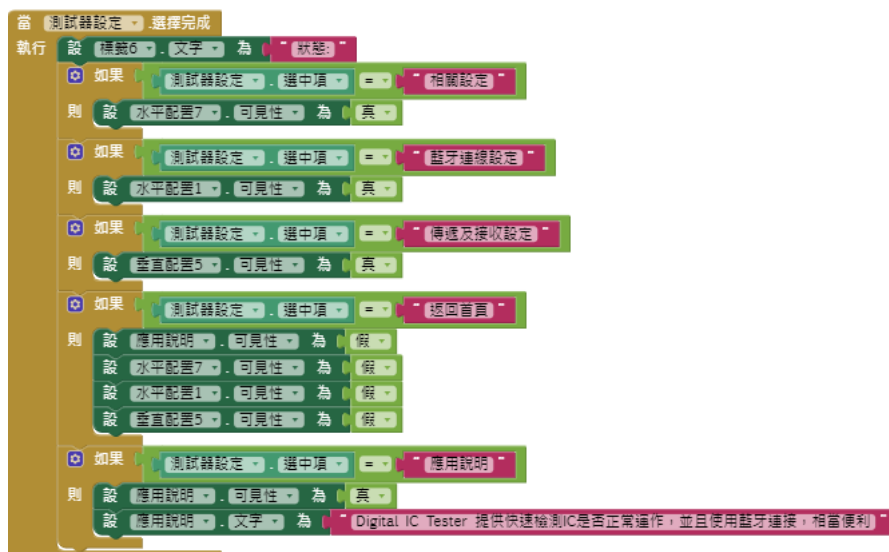 當 測試器設定 .選擇完成
執行 設 標籤6 . 文字 為 " 狀態: "
如果 測試器設定 . 選中項 = " 相關設定 "
則 設 水平配置7 . 可見性 為 真
如果 測試器設定 . 選中項 = " 藍牙連線設定 "
則 設 水平配置1 . 可見性 為 真
如果 測試器設定 . 選中項 = " 傳遞及接收設定 "
則 設 垂直配置5 . 可見性 為 真
如果 測試器設定 . 選中項 = " 返回首頁 "
則 設 應用說明 . 可見性 為 假
設 水平配置7 . 可見性 為 假
設 水平配置1 . 可見性 為 假
設 垂直配置5 . 可見性 為 假
如果 測試器設定 . 選中項 = " 應用說明 "
則 設 應用說明 . 可見性 為 真
設 應用說明 . 文字 為 " Digital IC Tester 提供快速檢測IC是否正常運作，並且使用藍牙連接，相當便利 "